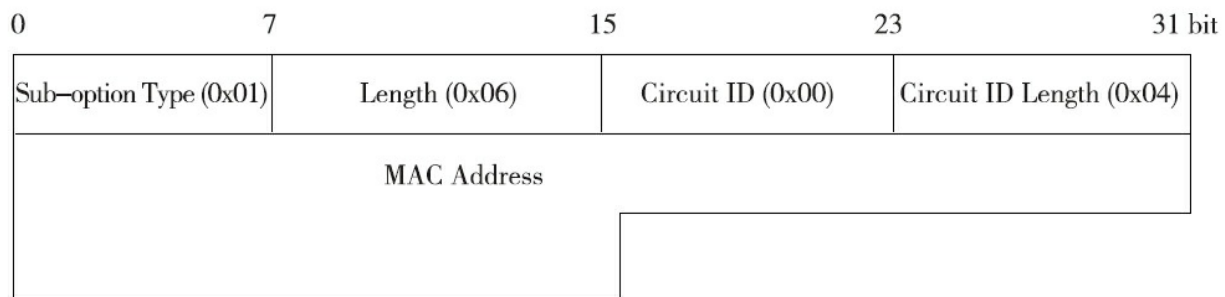 0 7 15 23 31 bit
Sub-option Type (0x01) Length (0x06) Circuit ID (0x00) Circuit ID Length (0x04)
MAC Address